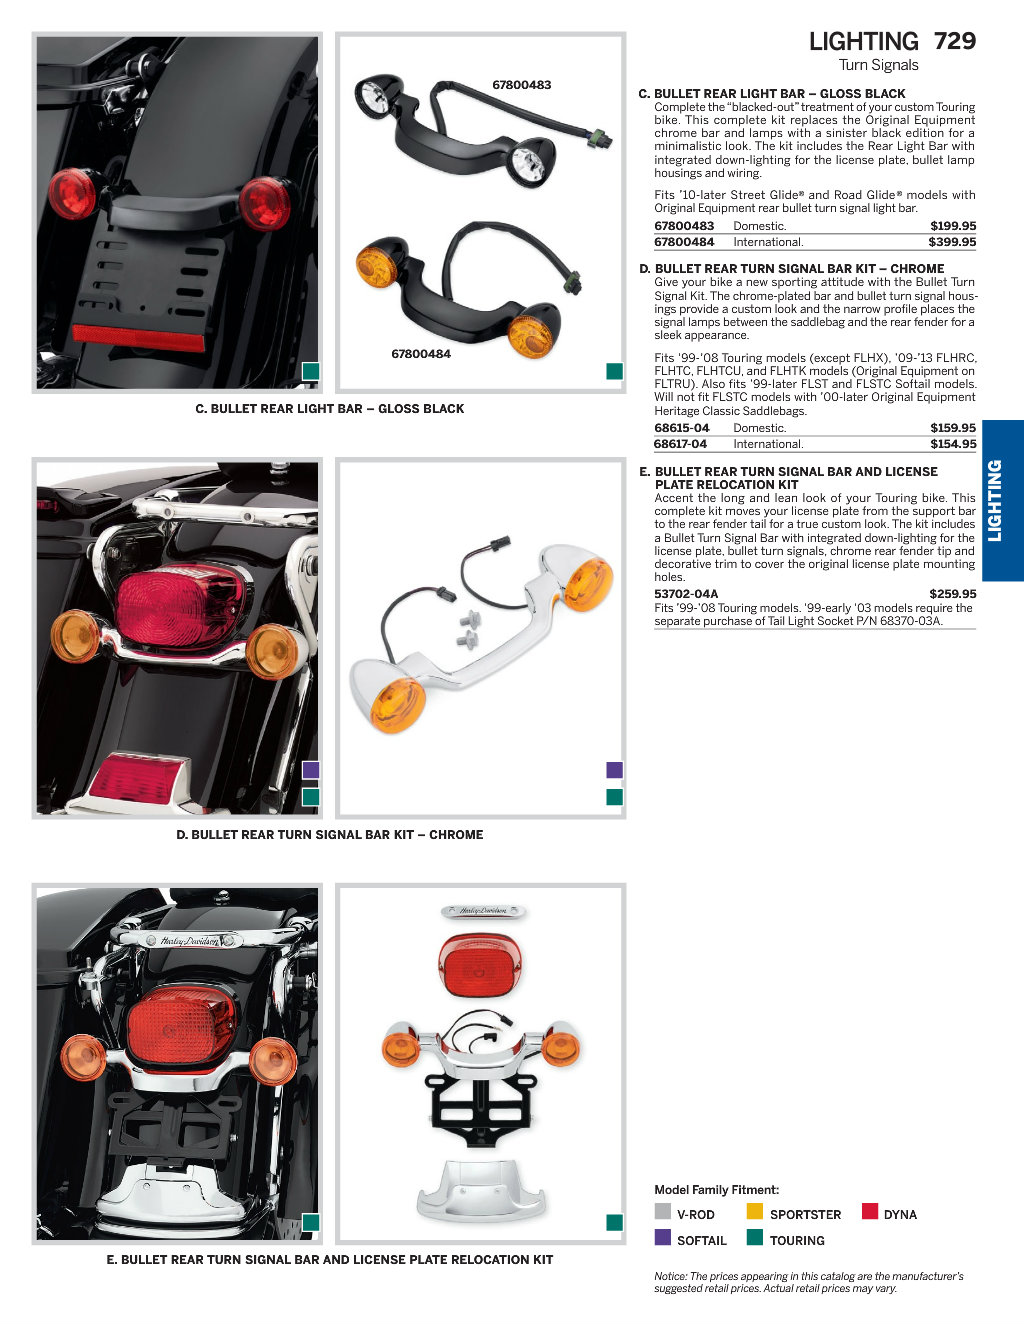 LIGHTING 729
Turn Signals
67800483
67800484
C. BULLET REAR LIGHT BAR – GLOSS BLACK
C. BULLET REAR LIGHT BAR – GLOSS BLACK
Complete the “blacked-out” treatment of your custom Touring
bike. This complete kit replaces the Original Equipment
chrome bar and lamps with a sinister black edition for a
minimalistic look. The kit includes the Rear Light Bar with
integrated down-lighting for the license plate, bullet lamp
housings and wiring.
Fits ’10-later Street Glide® and Road Glide® models with
Original Equipment rear bullet turn signal light bar.
67800483 Domestic. $199.95
67800484 International. $399.95
D. BULLET REAR TURN SIGNAL BAR KIT – CHROME
Give your bike a new sporting attitude with the Bullet Turn
Signal Kit. The chrome-plated bar and bullet turn signal hous-
ings provide a custom look and the narrow profile places the
signal lamps between the saddlebag and the rear fender for a
sleek appearance.
Fits '99-'08 Touring models (except FLHX), '09-'13 FLHRC,
FLHTC, FLHTCU, and FLHTK models (Original Equipment on
FLTRU). Also fits '99-later FLST and FLSTC Softail models.
Will not fit FLSTC models with '00-later Original Equipment
Heritage Classic Saddlebags.
68615-04 Domestic. $159.95
68617-04 International. $154.95
E. BULLET REAR TURN SIGNAL BAR AND LICENSE
PLATE RELOCATION KIT
Accent the long and lean look of your Touring bike. This
complete kit moves your license plate from the support bar
to the rear fender tail for a true custom look. The kit includes
a Bullet Turn Signal Bar with integrated down-lighting for the
license plate, bullet turn signals, chrome rear fender tip and
decorative trim to cover the original license plate mounting
holes.
53702-04A $259.95
Fits '99-'08 Touring models. '99-early '03 models require the
separate purchase of Tail Light Socket P/N 68370-03A.
LIGHTING
D. BULLET REAR TURN SIGNAL BAR KIT – CHROME
Harley-Davidson
Harley-Davidson
E. BULLET REAR TURN SIGNAL BAR AND LICENSE PLATE RELOCATION KIT
Model Family Fitment:
V-ROD SPORTSTER DYNA
SOFTAIL TOURING
Notice: The prices appearing in this catalog are the manufacturer’s
suggested retail prices. Actual retail prices may vary.